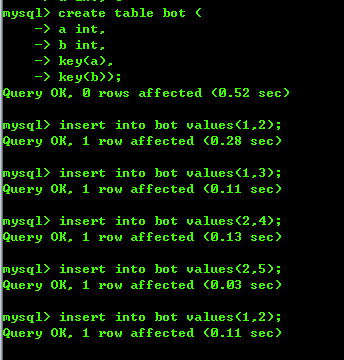 mysql> create table bot (
    -> a int,
    -> b int,
    -> key(a),
    -> key(b));
Query OK, 0 rows affected (0.52 sec)

mysql> insert into bot values(1,2);
Query OK, 1 row affected (0.28 sec)

mysql> insert into bot values(1,3);
Query OK, 1 row affected (0.11 sec)

mysql> insert into bot values(2,4);
Query OK, 1 row affected (0.13 sec)

mysql> insert into bot values(2,5);
Query OK, 1 row affected (0.03 sec)

mysql> insert into bot values(1,2);
Query OK, 1 row affected (0.11 sec)